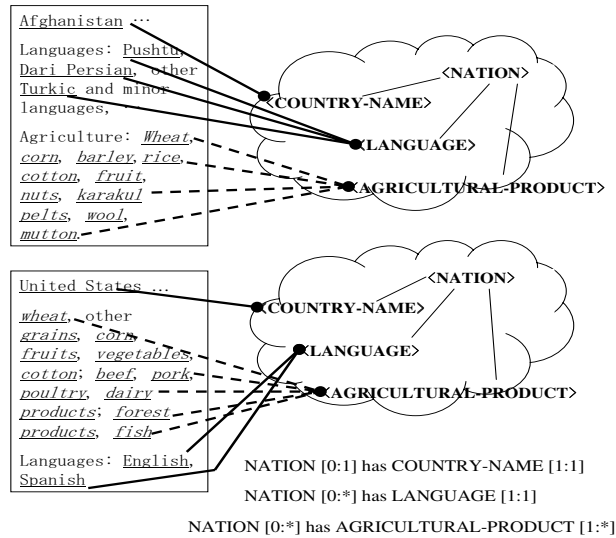 Afghanistan …
Languages: Pushtu,
Dari Persian, other
Turkic and minor
languages, …
Agriculture: Wheat,
corn, barley, rice,
cotton, fruit,
nuts, karakul
pelts, wool,
mutton.
<NATION>
<COUNTRY-NAME>
<LANGUAGE>
<AGRICULTURAL-PRODUCT>
United States …
wheat, other
grains, corn,
fruits, vegetables,
cotton; beef, pork,
poultry, dairy
products; forest
products, fish
Languages: English,
Spanish
<NATION>
<COUNTRY-NAME>
<LANGUAGE>
<AGRICULTURAL-PRODUCT>
NATION [0:1] has COUNTRY-NAME [1:1]
NATION [0:*] has LANGUAGE [1:1]
NATION [0:*] has AGRICULTURAL-PRODUCT [1:*]